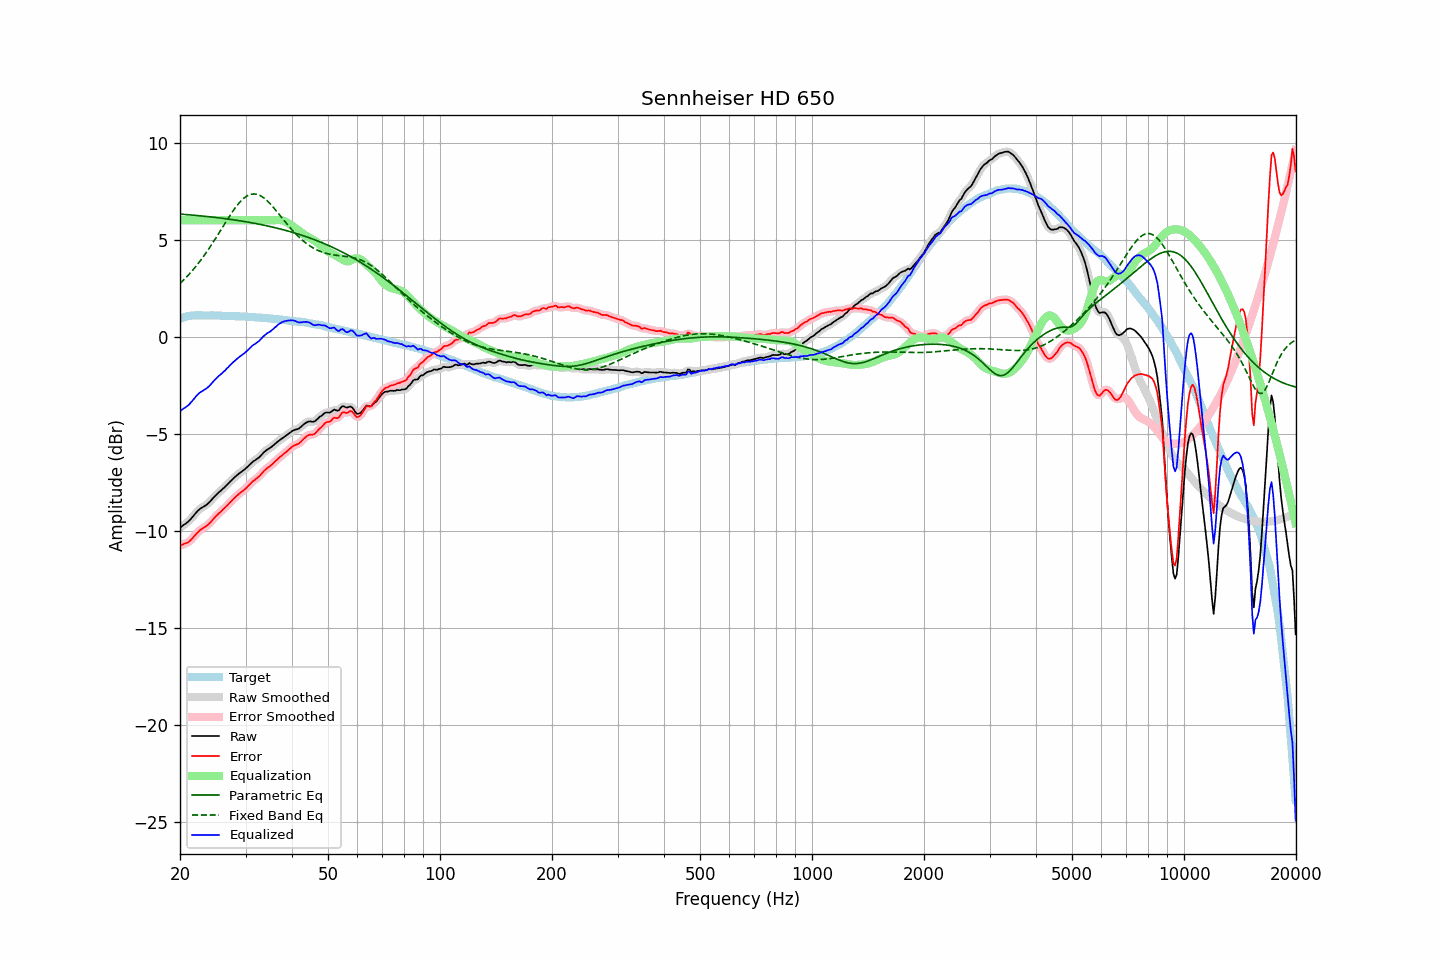 Sennheiser HD 650
Amplitude (dBr)
10
5
0
−5
−10
−15
−20
−25
Target
Raw Smoothed
Error Smoothed
Raw
Error
Equalization
Parametric Eq
Fixed Band Eq
Equalized
20 50 100 200 500 1000 2000 5000 10000 20000
Frequency (Hz)